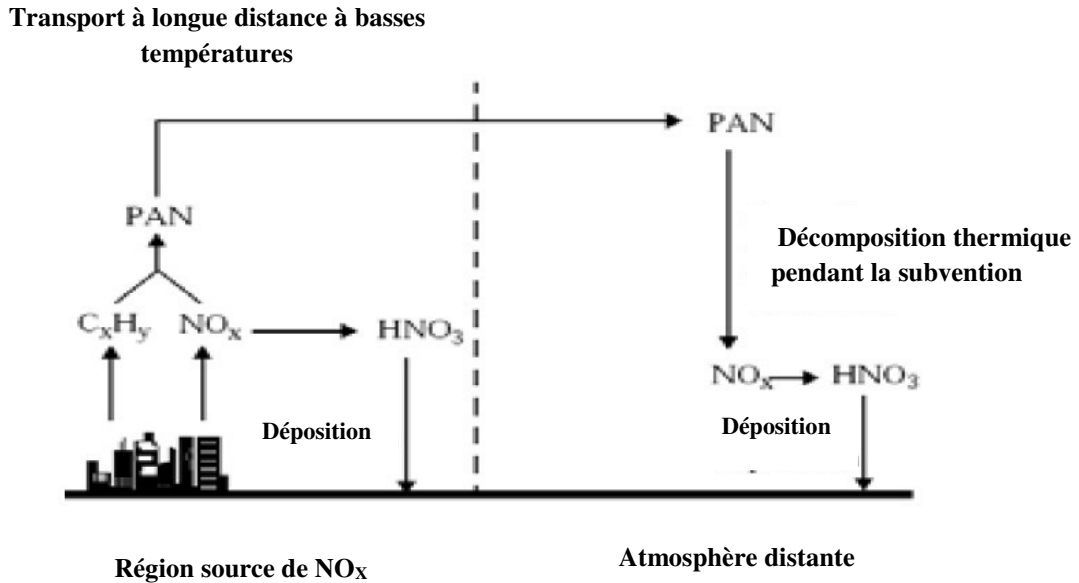 Transport à longue distance à basses
températures
PAN
PAN
Décomposition thermique
pendant la subvention
CxHy NOx HNO3
NOx HNO3
Déposition
Déposition
Région source de NOX
Atmosphère distante